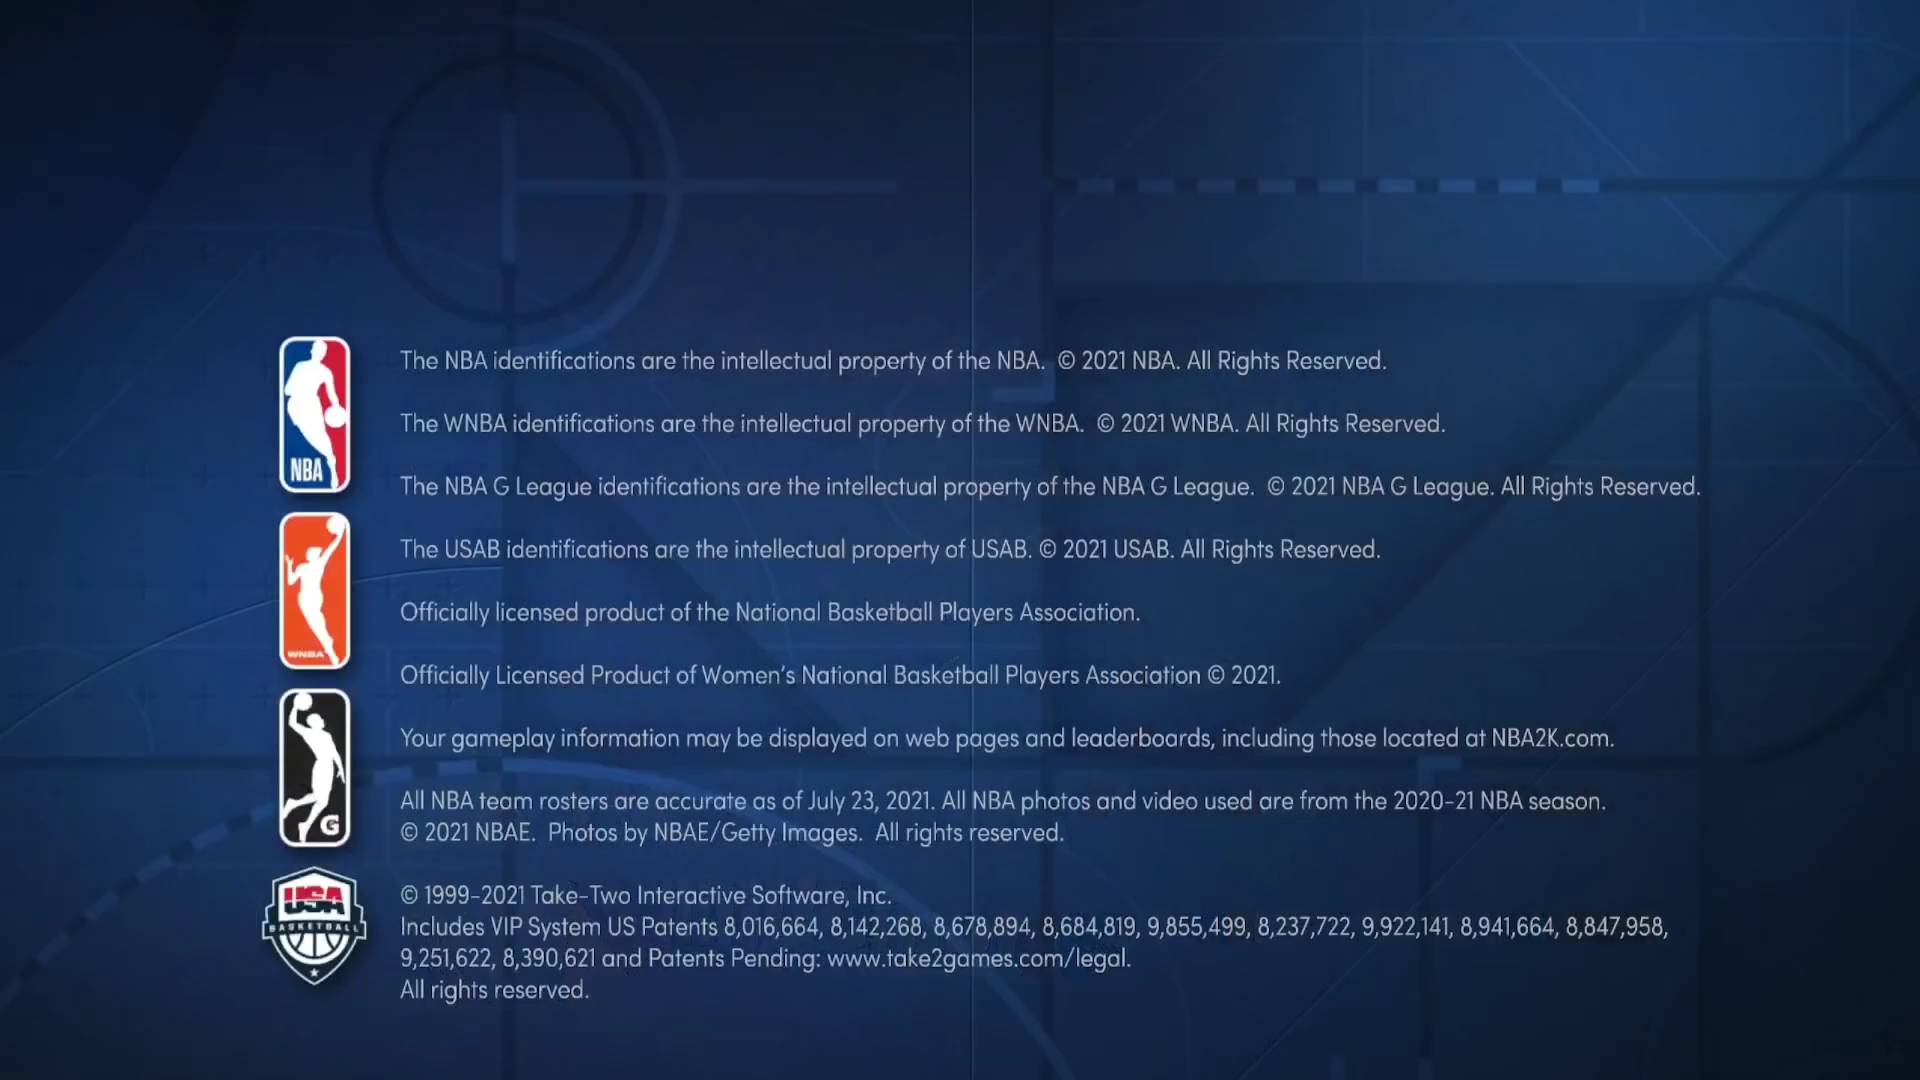 The NBA identifications are the intellectual property of the NBA.  © 2021 NBA. All Rights Reserved.
NBA
The WNBA identifications are the intellectual property of the WNBA.  © 2021 WNBA. All Rights Reserved.
The NBA G League identifications are the intellectual property of the NBA G League.  © 2021 NBA G League. All Rights Reserved.
The USAB identifications are the intellectual property of USAB. © 2021 USAB. All Rights Reserved.
Officially licensed product of the National Basketball Players Association.
WNBA
Officially Licensed Product of Women's National Basketball Players Association © 2021.
Your gameplay information may be displayed on web pages and leaderboards, including those located at NBA2K.com.
All NBA team rosters are accurate as of July 23, 2021. All NBA photos and video used are from the 2020-21 NBA season.
G
© 2021 NBAE.  Photos by NBAE/Getty Images.  All rights reserved.
USA
BASKETBALL
© 1999-2021 Take-Two Interactive Software, Inc.
Includes VIP System US Patents 8,016,664, 8,142,268, 8,678,894, 8,684,819, 9,855,499, 8,237,722, 9,922,141, 8,941,664, 8,847,958,
9,251,622, 8,390,621 and Patents Pending: www.take2games.com/legal.
All rights reserved.